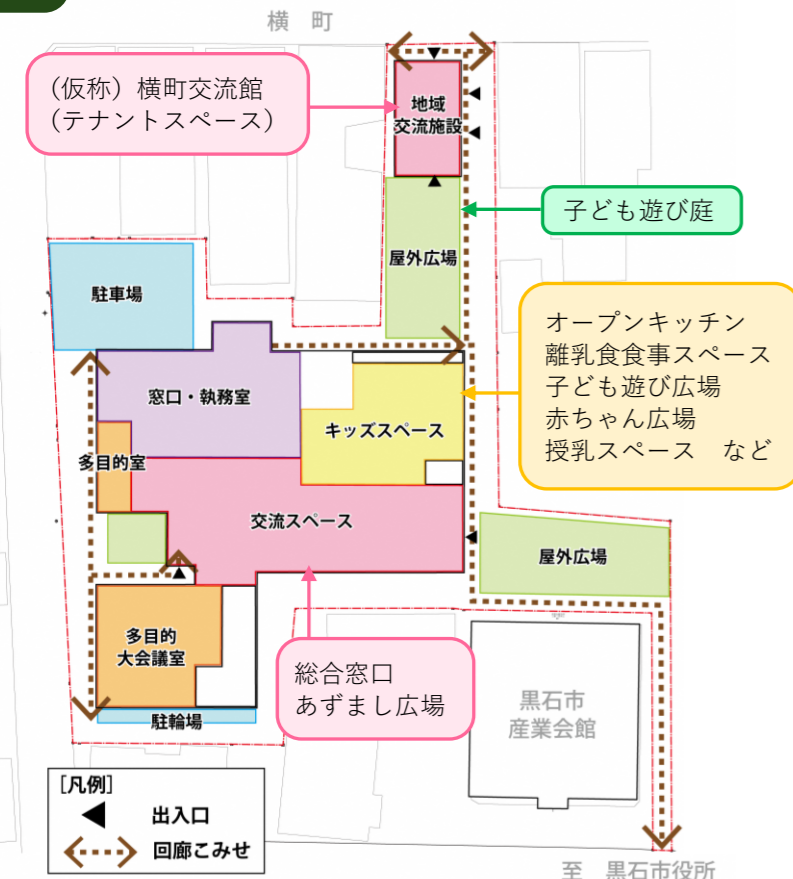 横 町
(仮称)横町交流館
(テナントスペース)
地域
交流施設
子ども遊び庭
屋外広場
駐車場
オープンキッチン
離乳食食事スペース
子ども遊び広場
赤ちゃん広場
授乳スペース など
窓口・執務室
キッズスペース
多目的室
交流スペース
屋外広場
多目的
大会議室
総合窓口
あずまし広場
黒石市
産業会館
駐輪場
[凡例]
出入口
回廊こみせ
至 黒石市役所